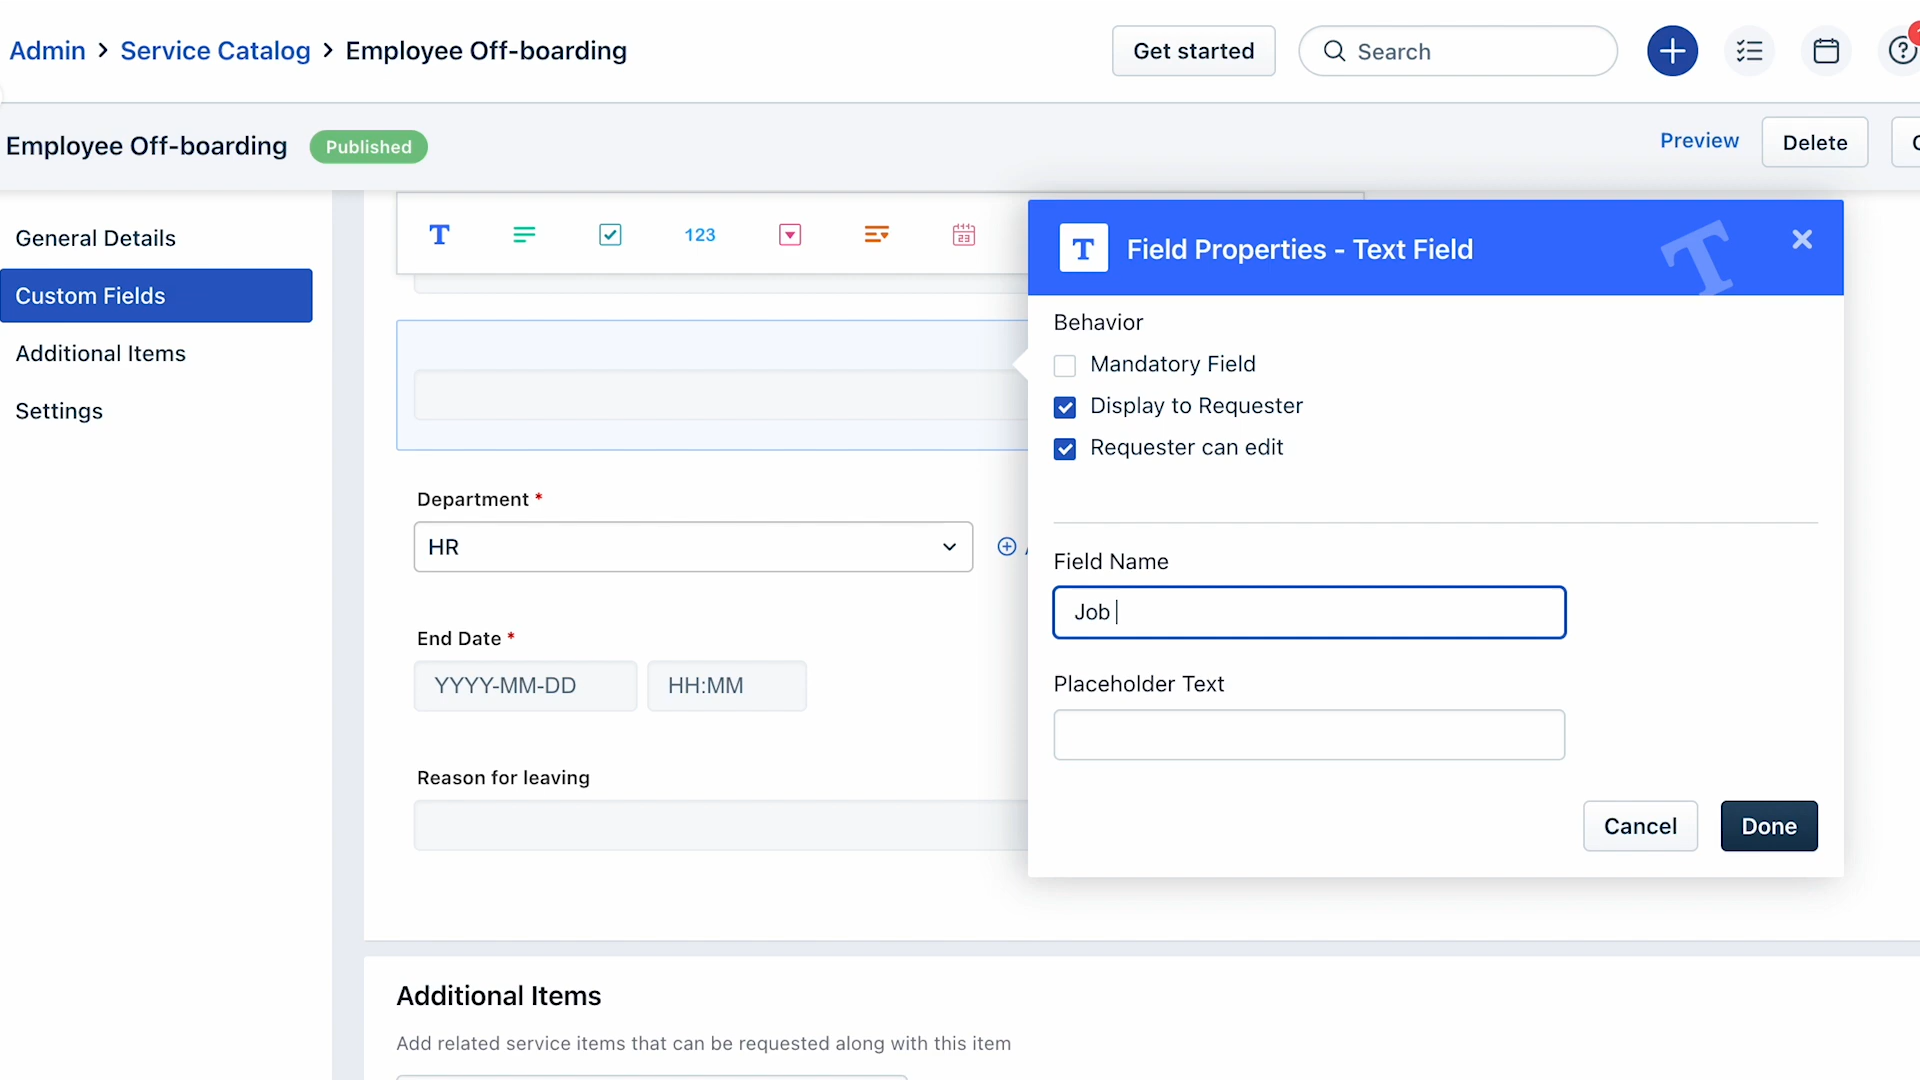 Admin > Service Catalog > Employee Off-boarding
Get started
Search
Employee Off-boarding
Published
Preview
Delete
General Details
Custom Fields
Additional Items
Settings
T
123
23
T
Field Properties - Text Field
T
Behavior
Mandatory Field
Display to Requester
Requester can edit
Department *
HR
End Date *
YYYY-MM-DD
HH:MM
Reason for leaving
Field Name
Job
Placeholder Text
Cancel
Done
Additional Items
Add related service items that can be requested along with this item